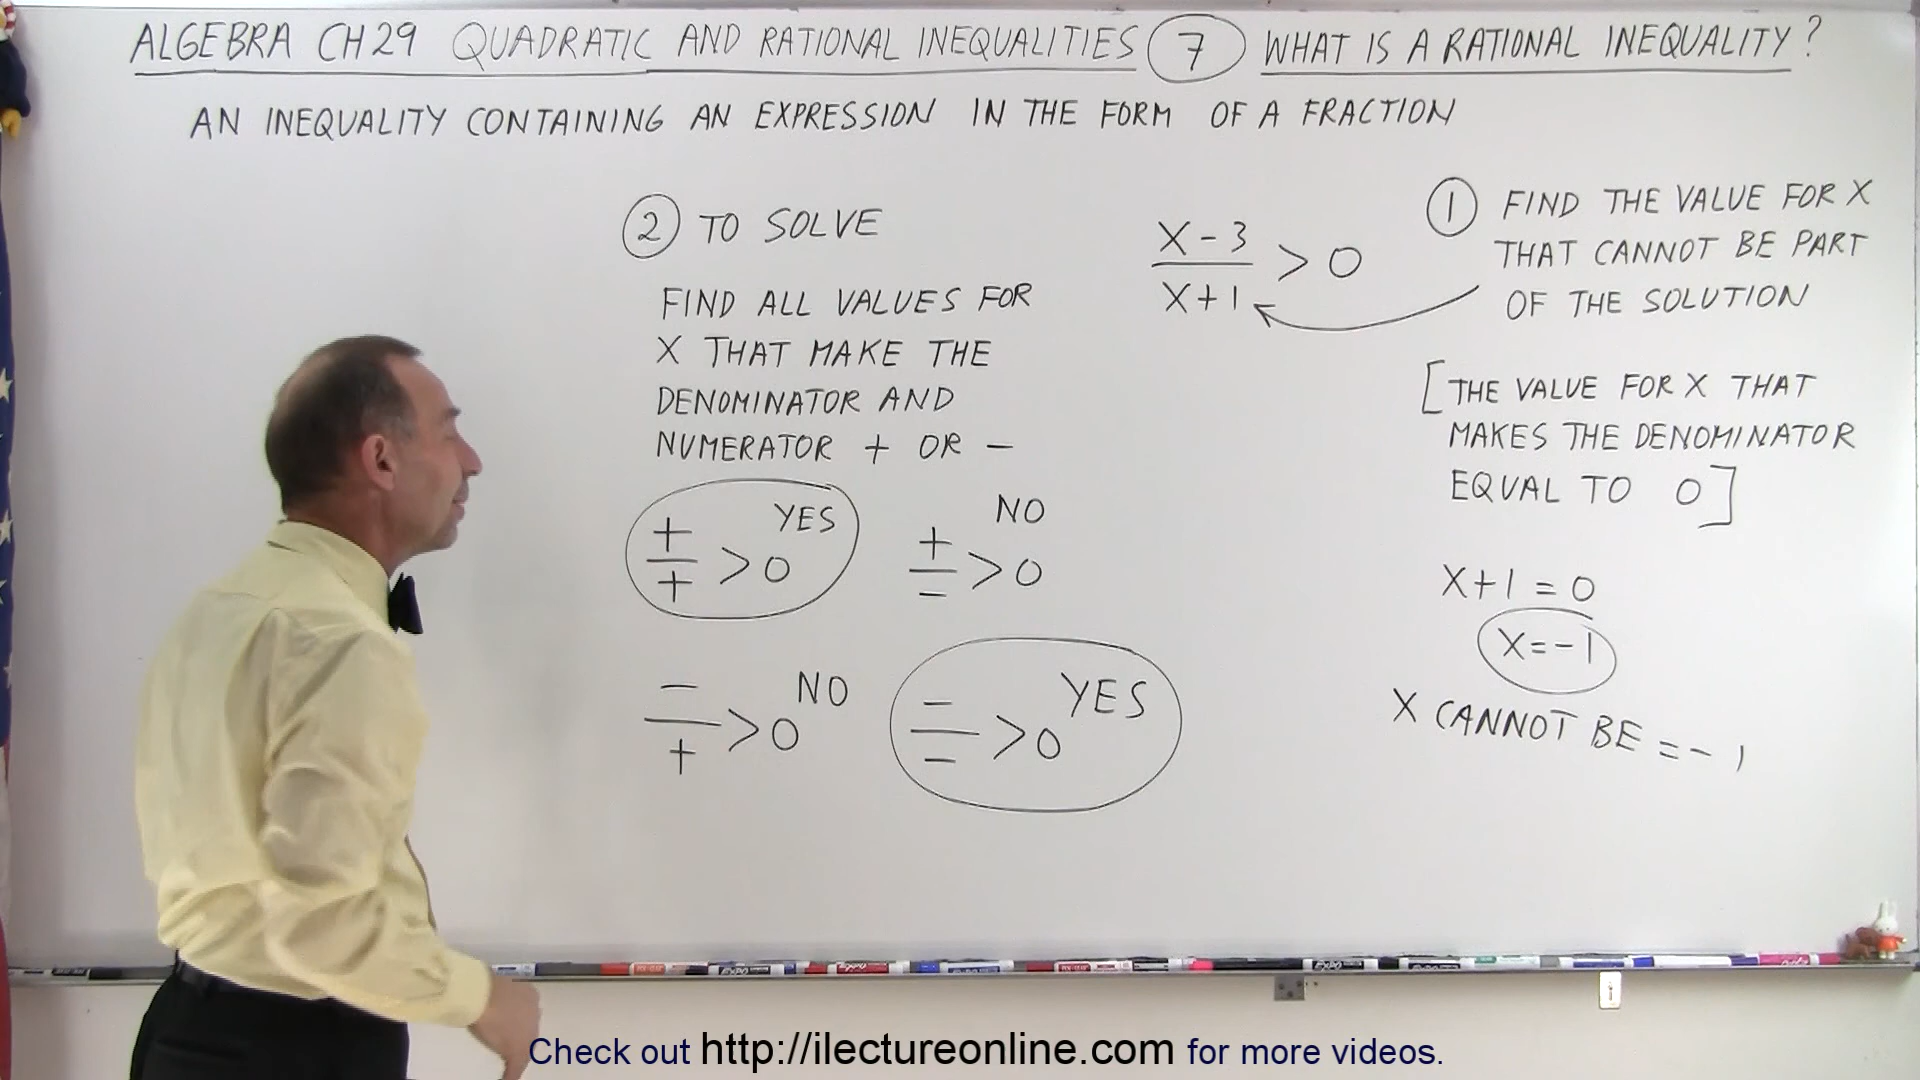 ALGEBRA CH 29 QUADRATIC AND RATIONAL INEQUALITIES 7 WHAT IS A RATIONAL INEQUALITY?
AN INEQUALITY CONTAINING AN EXPRESSION IN THE FORM OF A FRACTION
2 TO SOLVE
FIND ALL VALUES FOR
X THAT MAKE THE
DENOMINATOR AND
NUMERATOR + OR −
+/+ > 0 YES
+/− > 0 NO
−/+ > 0 NO
−/− > 0 YES
X − 3
X + 1
> 0
1 FIND THE VALUE FOR X
THAT CANNOT BE PART
OF THE SOLUTION
[THE VALUE FOR X THAT
MAKES THE DENOMINATOR
EQUAL TO 0]
X + 1 = 0
X = −1
X CANNOT BE = −1
Check out http://ilectureonline.com for more videos.